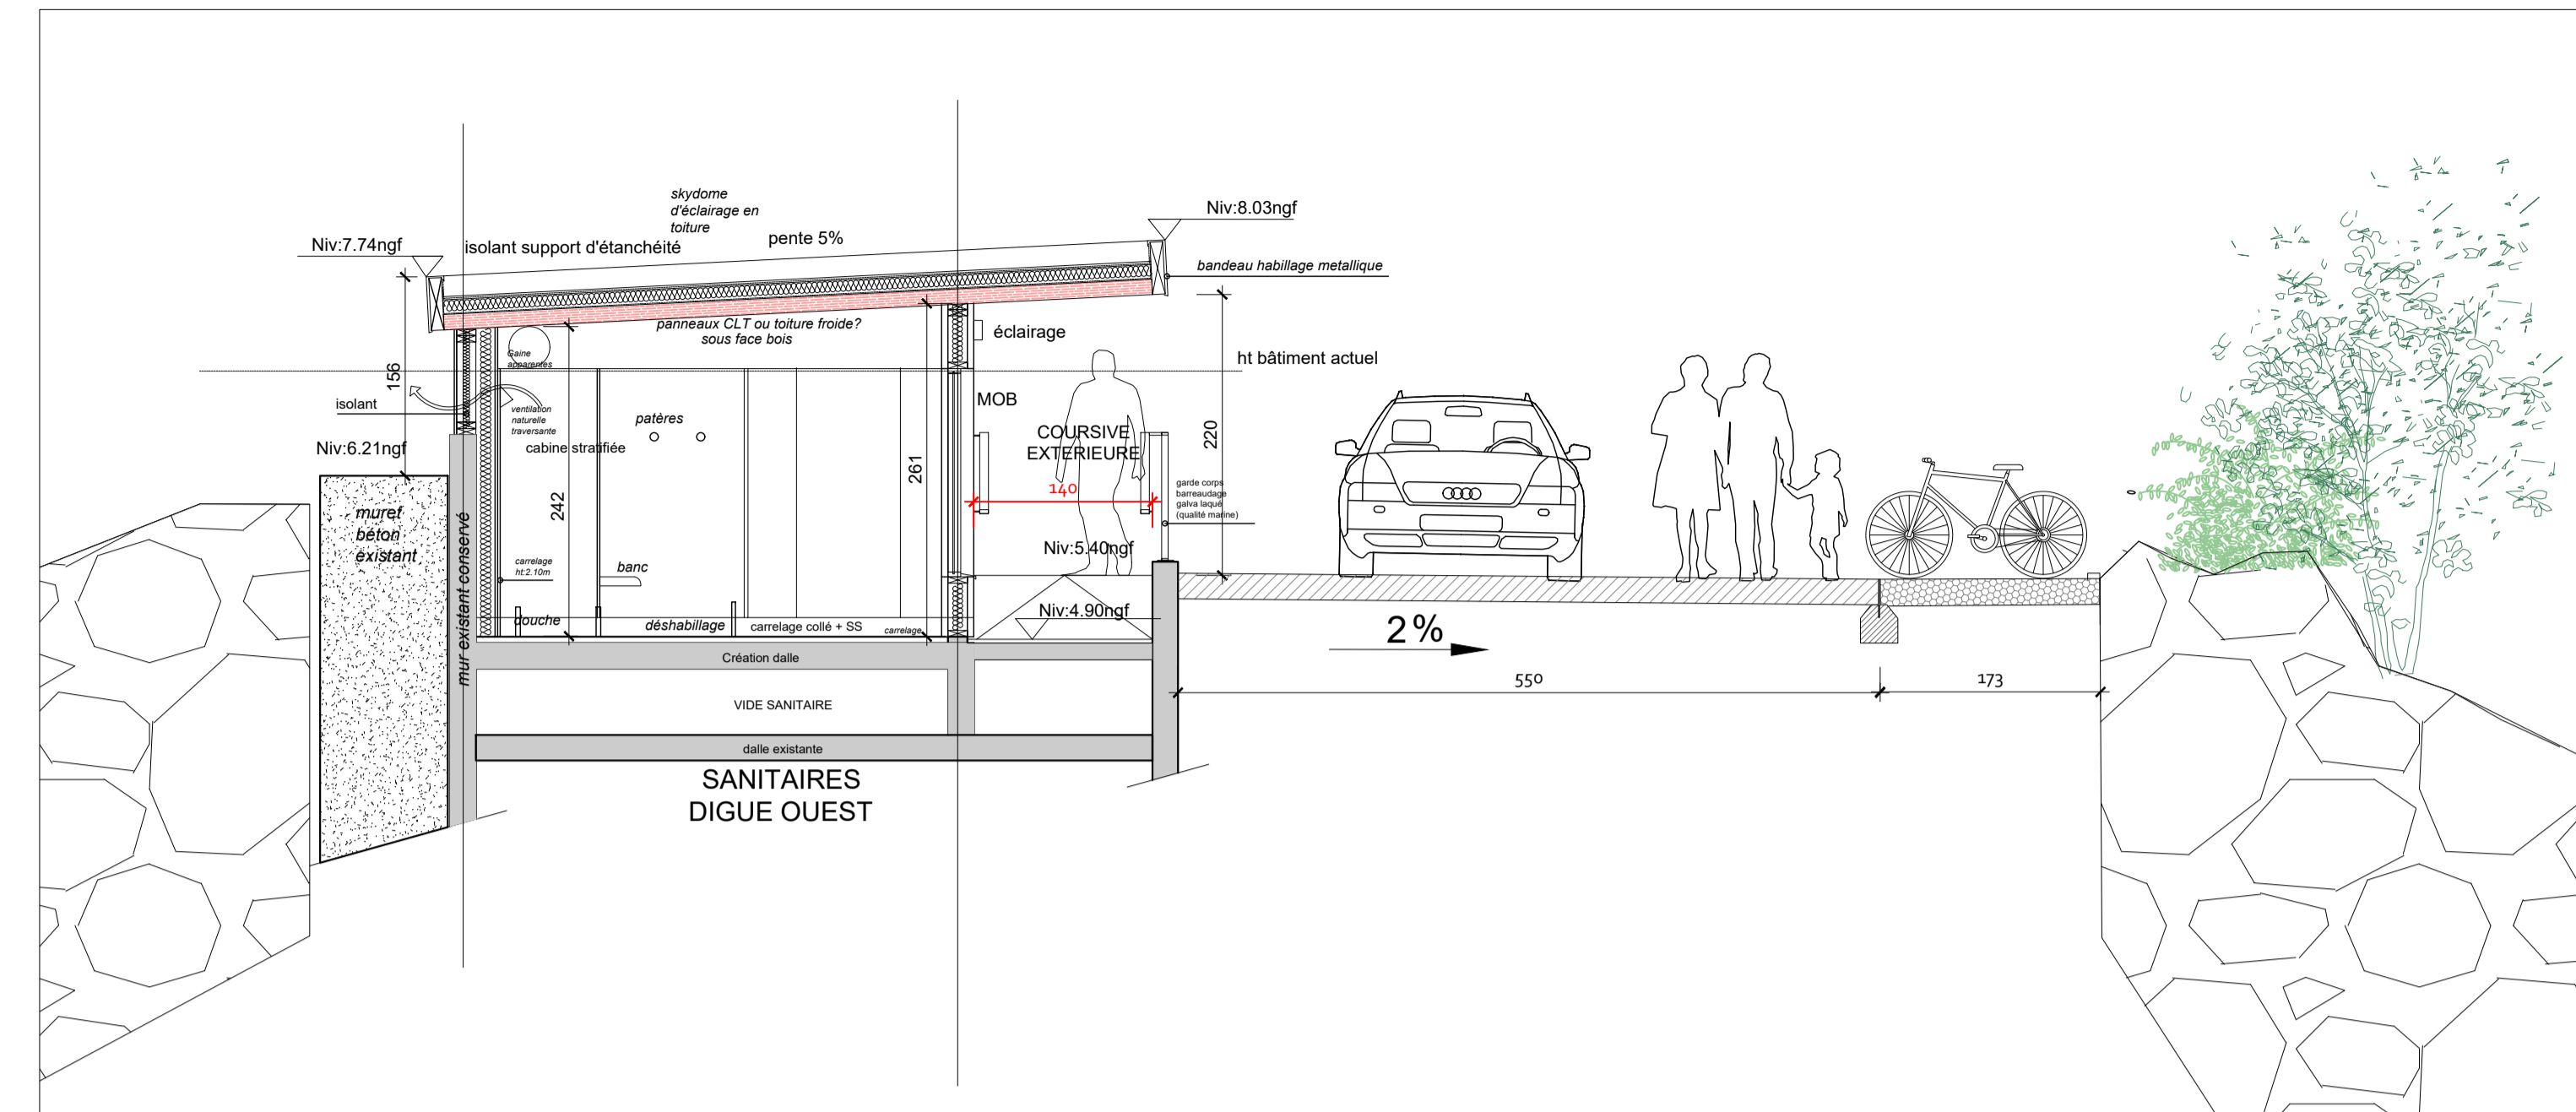 skydome
d'éclairage en
toiture
Niv:8.03ngf
Niv:7.74ngf
isolant support d'étanchéité
pente 5%
bandeau habillage metallique
panneaux CLT ou toiture froide?
sous face bois
éclairage
Gaine
apparentes
ht bâtiment actuel
156
isolant
MOB
ventilation
naturelle
traversante
patères
cabine stratifiée
COURSIVE
EXTERIEURE
220
Niv:6.21ngf
261
242
140
garde corps
barreaudage
galva laqué
(qualité marine)
muret
béton
existant
mur existant conservé
Niv:5.40ngf
carrelage
ht:2.10m
banc
Niv:4.90ngf
douche
déshabillage
carrelage collé + SS
carrelage
2%
Création dalle
550
173
VIDE SANITAIRE
dalle existante
SANITAIRES
DIGUE OUEST